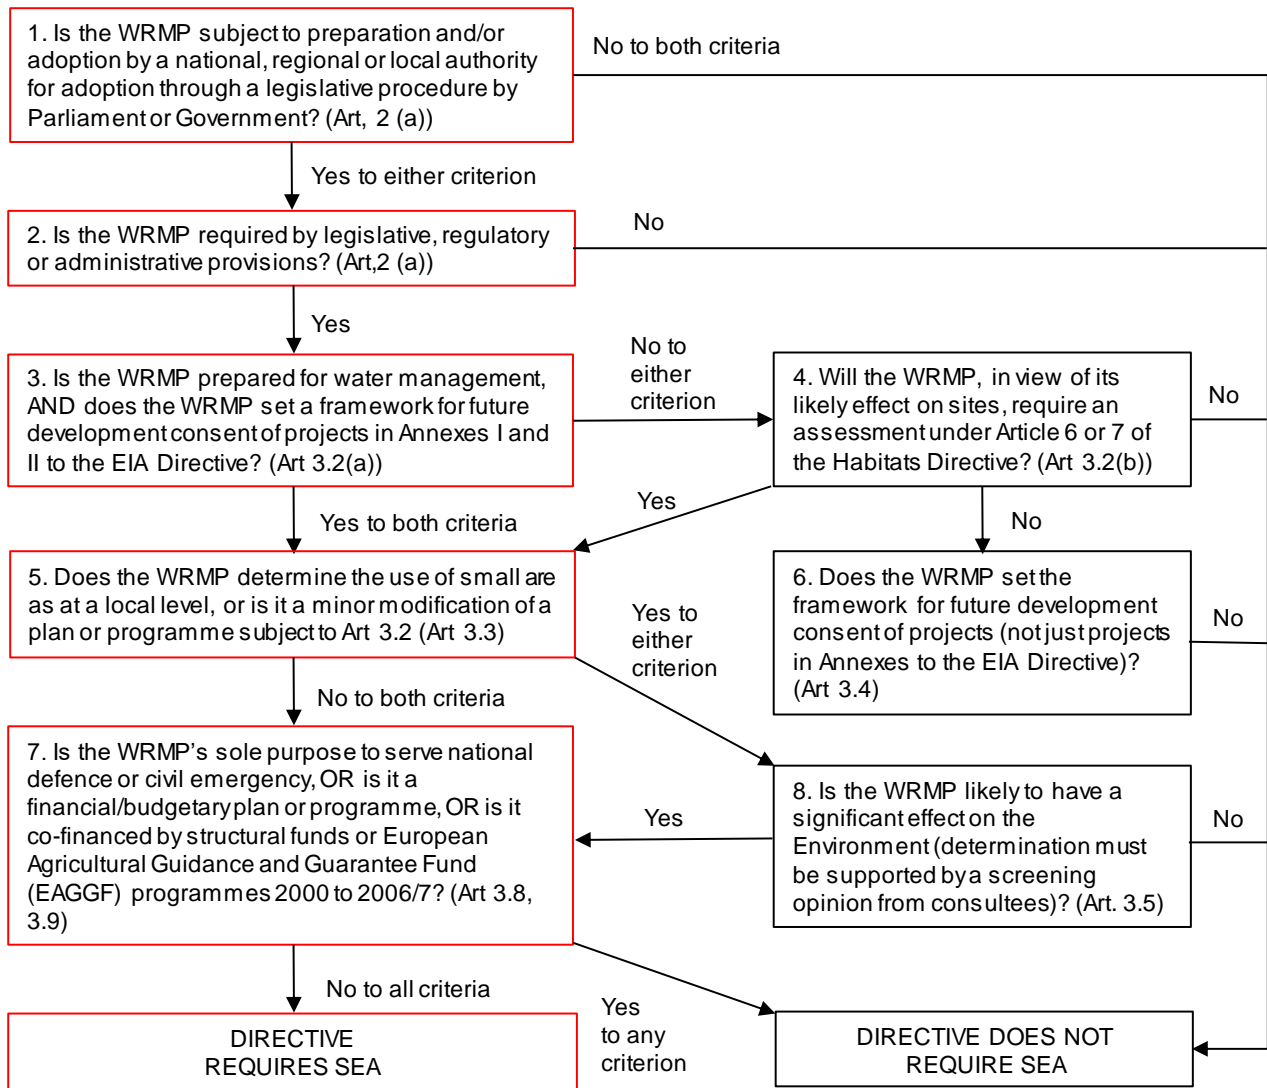 1. Is the WRMP subject to preparation and/or
adoption by a national, regional or local authority
for adoption through a legislative procedure by
Parliament or Government? (Art, 2 (a))
No to both criteria
Yes to either criterion
2. Is the WRMP required by legislative, regulatory
or administrative provisions? (Art,2 (a))
No
Yes
3. Is the WRMP prepared for water management,
AND does the WRMP set a framework for future
development consent of projects in Annexes I and
II to the EIA Directive? (Art 3.2(a))
No to
either
criterion
4. Will the WRMP, in view of its
likely effect on sites, require an
assessment under Article 6 or 7 of
the Habitats Directive? (Art 3.2(b))
No
Yes to both criteria
Yes
No
5. Does the WRMP determine the use of small are
as at a local level, or is it a minor modification of a
plan or programme subject to Art 3.2 (Art 3.3)
Yes to
either
criterion
6. Does the WRMP set the
framework for future development
consent of projects (not just projects
in Annexes to the EIA Directive)?
(Art 3.4)
No
No to both criteria
7. Is the WRMP's sole purpose to serve national
defence or civil emergency, OR is it a
financial/budgetary plan or programme, OR is it
co-financed by structural funds or European
Agricultural Guidance and Guarantee Fund
(EAGGF) programmes 2000 to 2006/7? (Art 3.8,
3.9)
Yes
8. Is the WRMP likely to have a
significant effect on the
Environment (determination must
be supported by a screening
opinion from consultees)? (Art. 3.5)
No
No to all criteria
Yes
to any
criterion
DIRECTIVE
REQUIRES SEA
DIRECTIVE DOES NOT
REQUIRE SEA